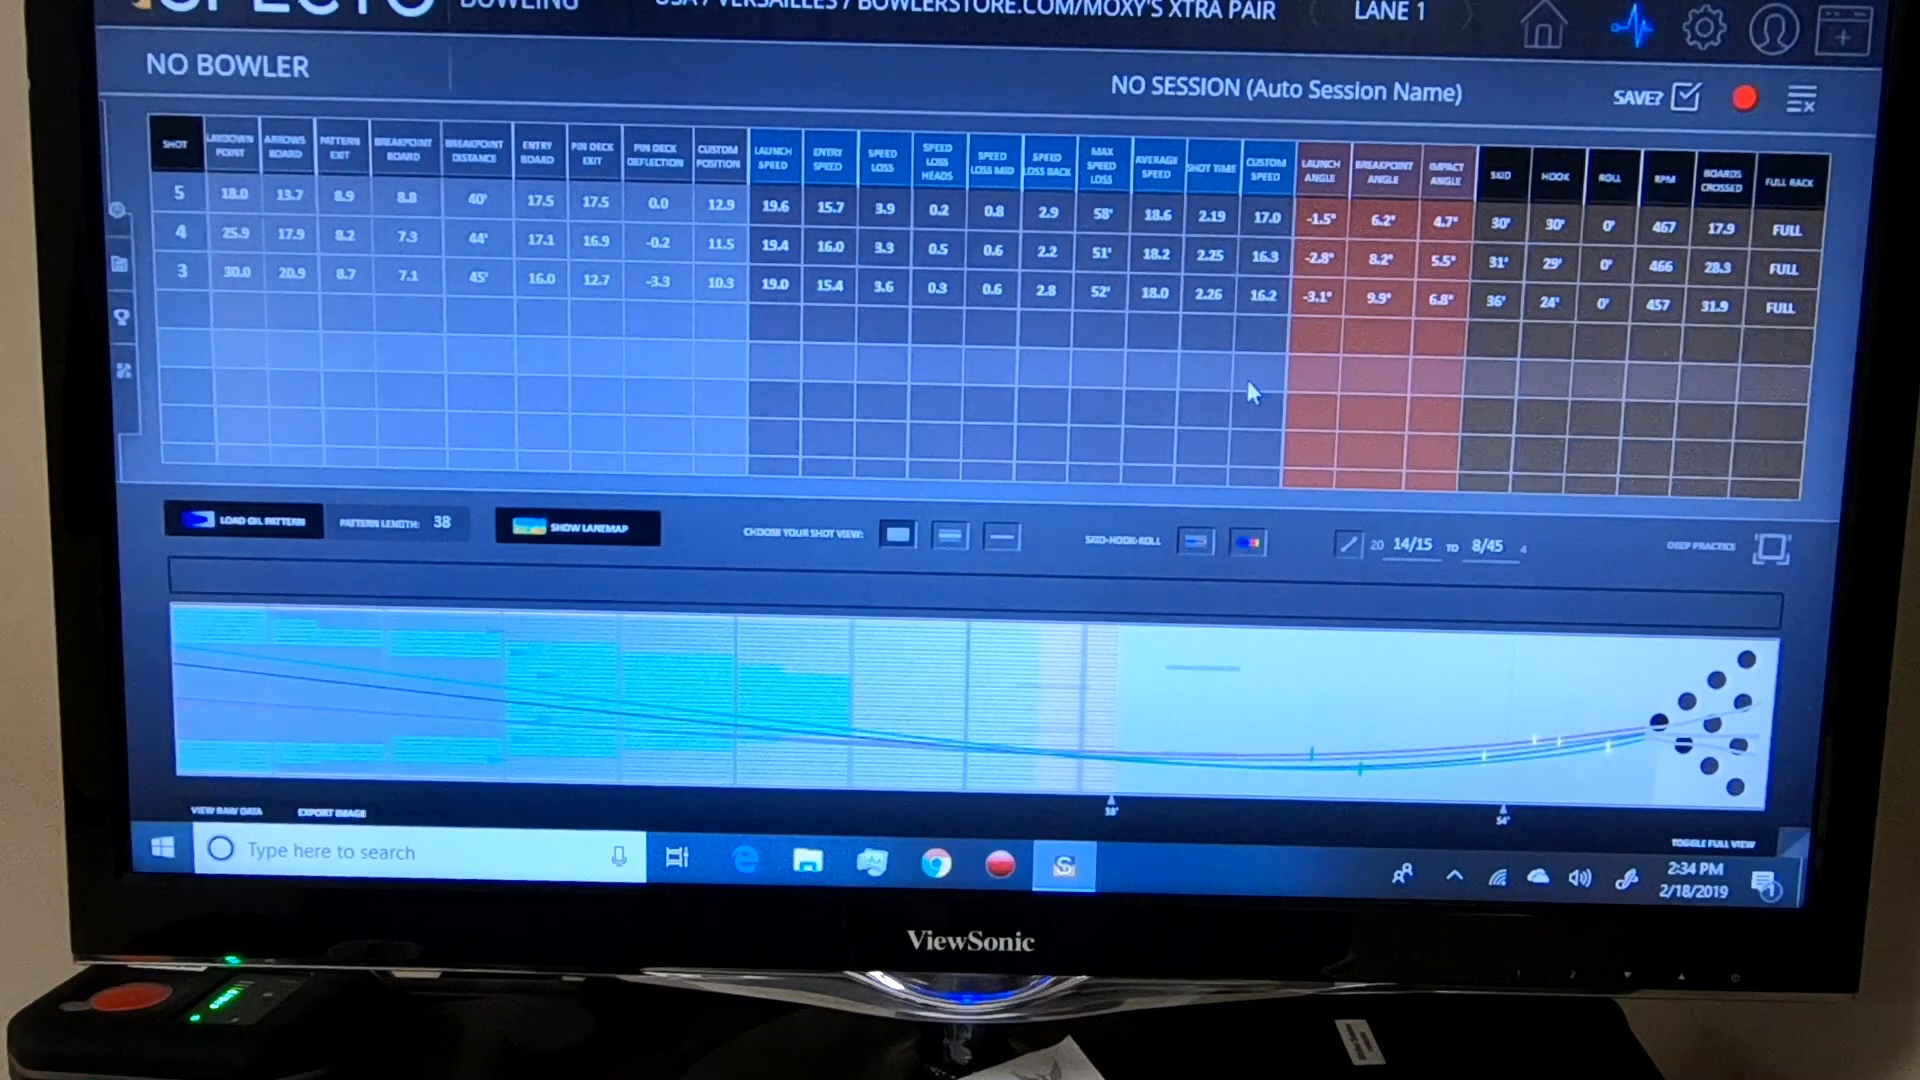 SPECTO BOWLING USA / VERSAILLES / BOWLERSTORE.COM/MOXY'S XTRA PAIR LANE 1
NO BOWLER
NO SESSION (Auto Session Name) SAVE?
SHOT LAYDOWN POINT ARROWS BOARD PATTERN EXIT BREAKPOINT BOARD BREAKPOINT DISTANCE ENTRY BOARD PIN DECK EXIT PIN DECK DEFLECTION CUSTOM POSITION LAUNCH SPEED ENTRY SPEED SPEED LOSS SPEED LOSS HEADS SPEED LOSS MID SPEED LOSS BACK MAX SPEED LOSS AVERAGE SPEED SHOT TIME CUSTOM SPEED LAUNCH ANGLE BREAKPOINT ANGLE IMPACT ANGLE SKID HOOK ROLL RPM BOARDS CROSSED FULL RACK
5 18.0 13.7 8.9 8.8 40' 17.5 17.5 0.0 12.9 19.6 15.7 3.9 0.2 0.8 2.9 58' 18.6 2.19 17.0 -1.5° 6.2° 4.7° 30' 30' 0' 467 17.9 FULL
4 25.9 17.9 8.2 7.3 44' 17.1 16.9 -0.2 11.5 19.4 16.0 3.3 0.5 0.6 2.2 51' 18.2 2.25 16.3 -2.8° 8.2° 5.5° 31' 29' 0' 466 28.3 FULL
3 30.0 20.9 8.7 7.1 45' 16.0 12.7 -3.3 10.3 19.0 15.4 3.6 0.3 0.6 2.8 52' 18.0 2.26 16.2 -3.1° 9.9° 6.8° 36' 24' 0' 457 31.9 FULL
LOAD OIL PATTERN PATTERN LENGTH: 38 SHOW LANEMAP CHOOSE YOUR SHOT VIEW: SKID-HOOK-ROLL 20 14/15 TO 8/45 4 DEEP PRACTICE
38' 54'
VIEW RAW DATA EXPORT IMAGE
TOGGLE FULL VIEW
Type here to search
2:34 PM
2/18/2019
1
ViewSonic